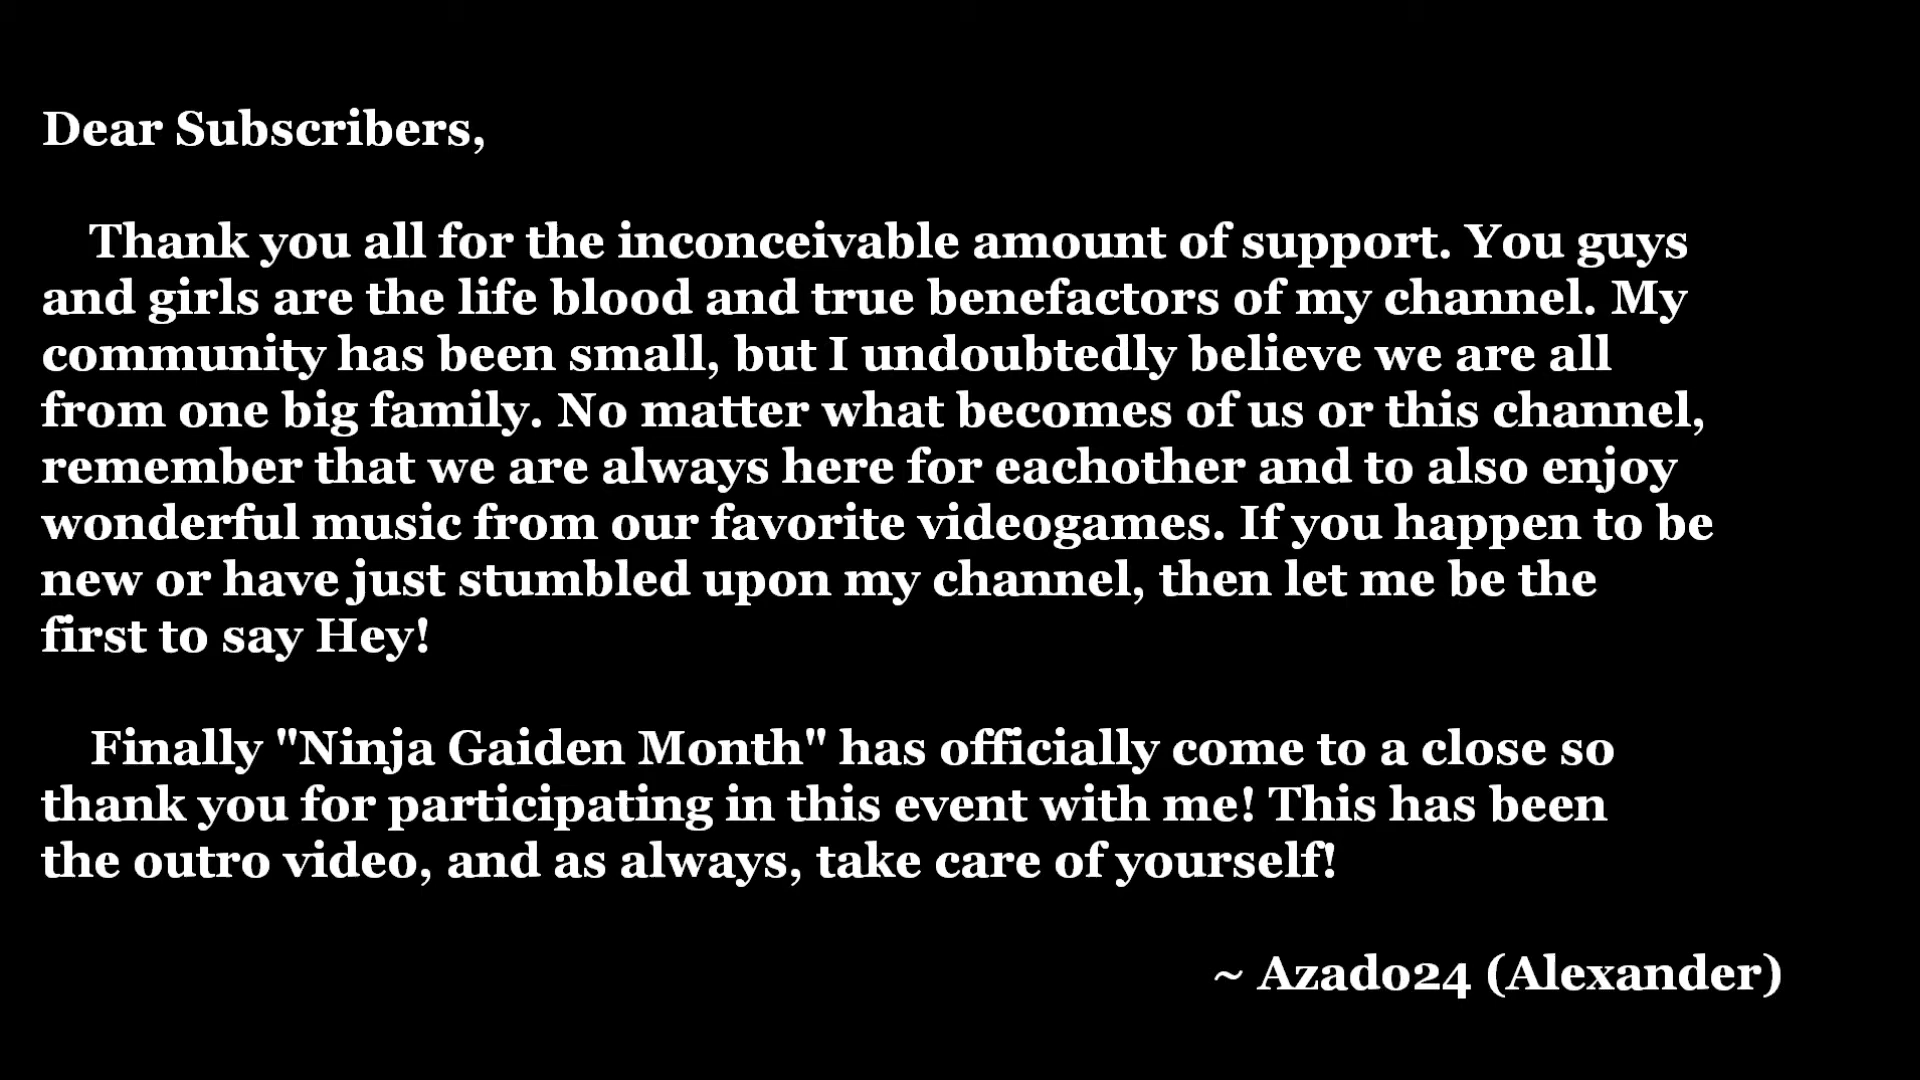 Dear Subscribers,
Thank you all for the inconceivable amount of support. You guys
and girls are the life blood and true benefactors of my channel. My
community has been small, but I undoubtedly believe we are all
from one big family. No matter what becomes of us or this channel,
remember that we are always here for eachother and to also enjoy
wonderful music from our favorite videogames. If you happen to be
new or have just stumbled upon my channel, then let me be the
first to say Hey!
Finally "Ninja Gaiden Month" has officially come to a close so
thank you for participating in this event with me! This has been
the outro video, and as always, take care of yourself!
~ Azado24 (Alexander)